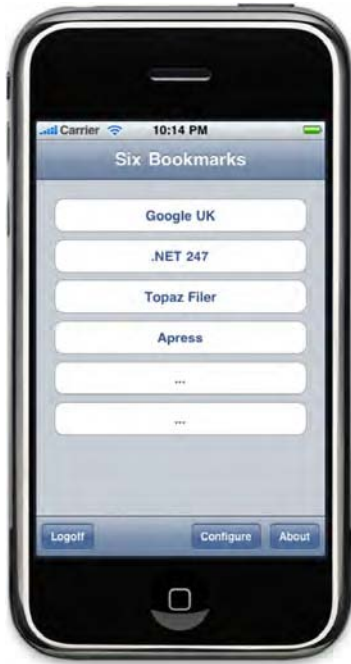 Carrier 10:14 PM
Six Bookmarks
Google UK
.NET 247
Topaz Filer
Apress
...
...
Logoff Configure About